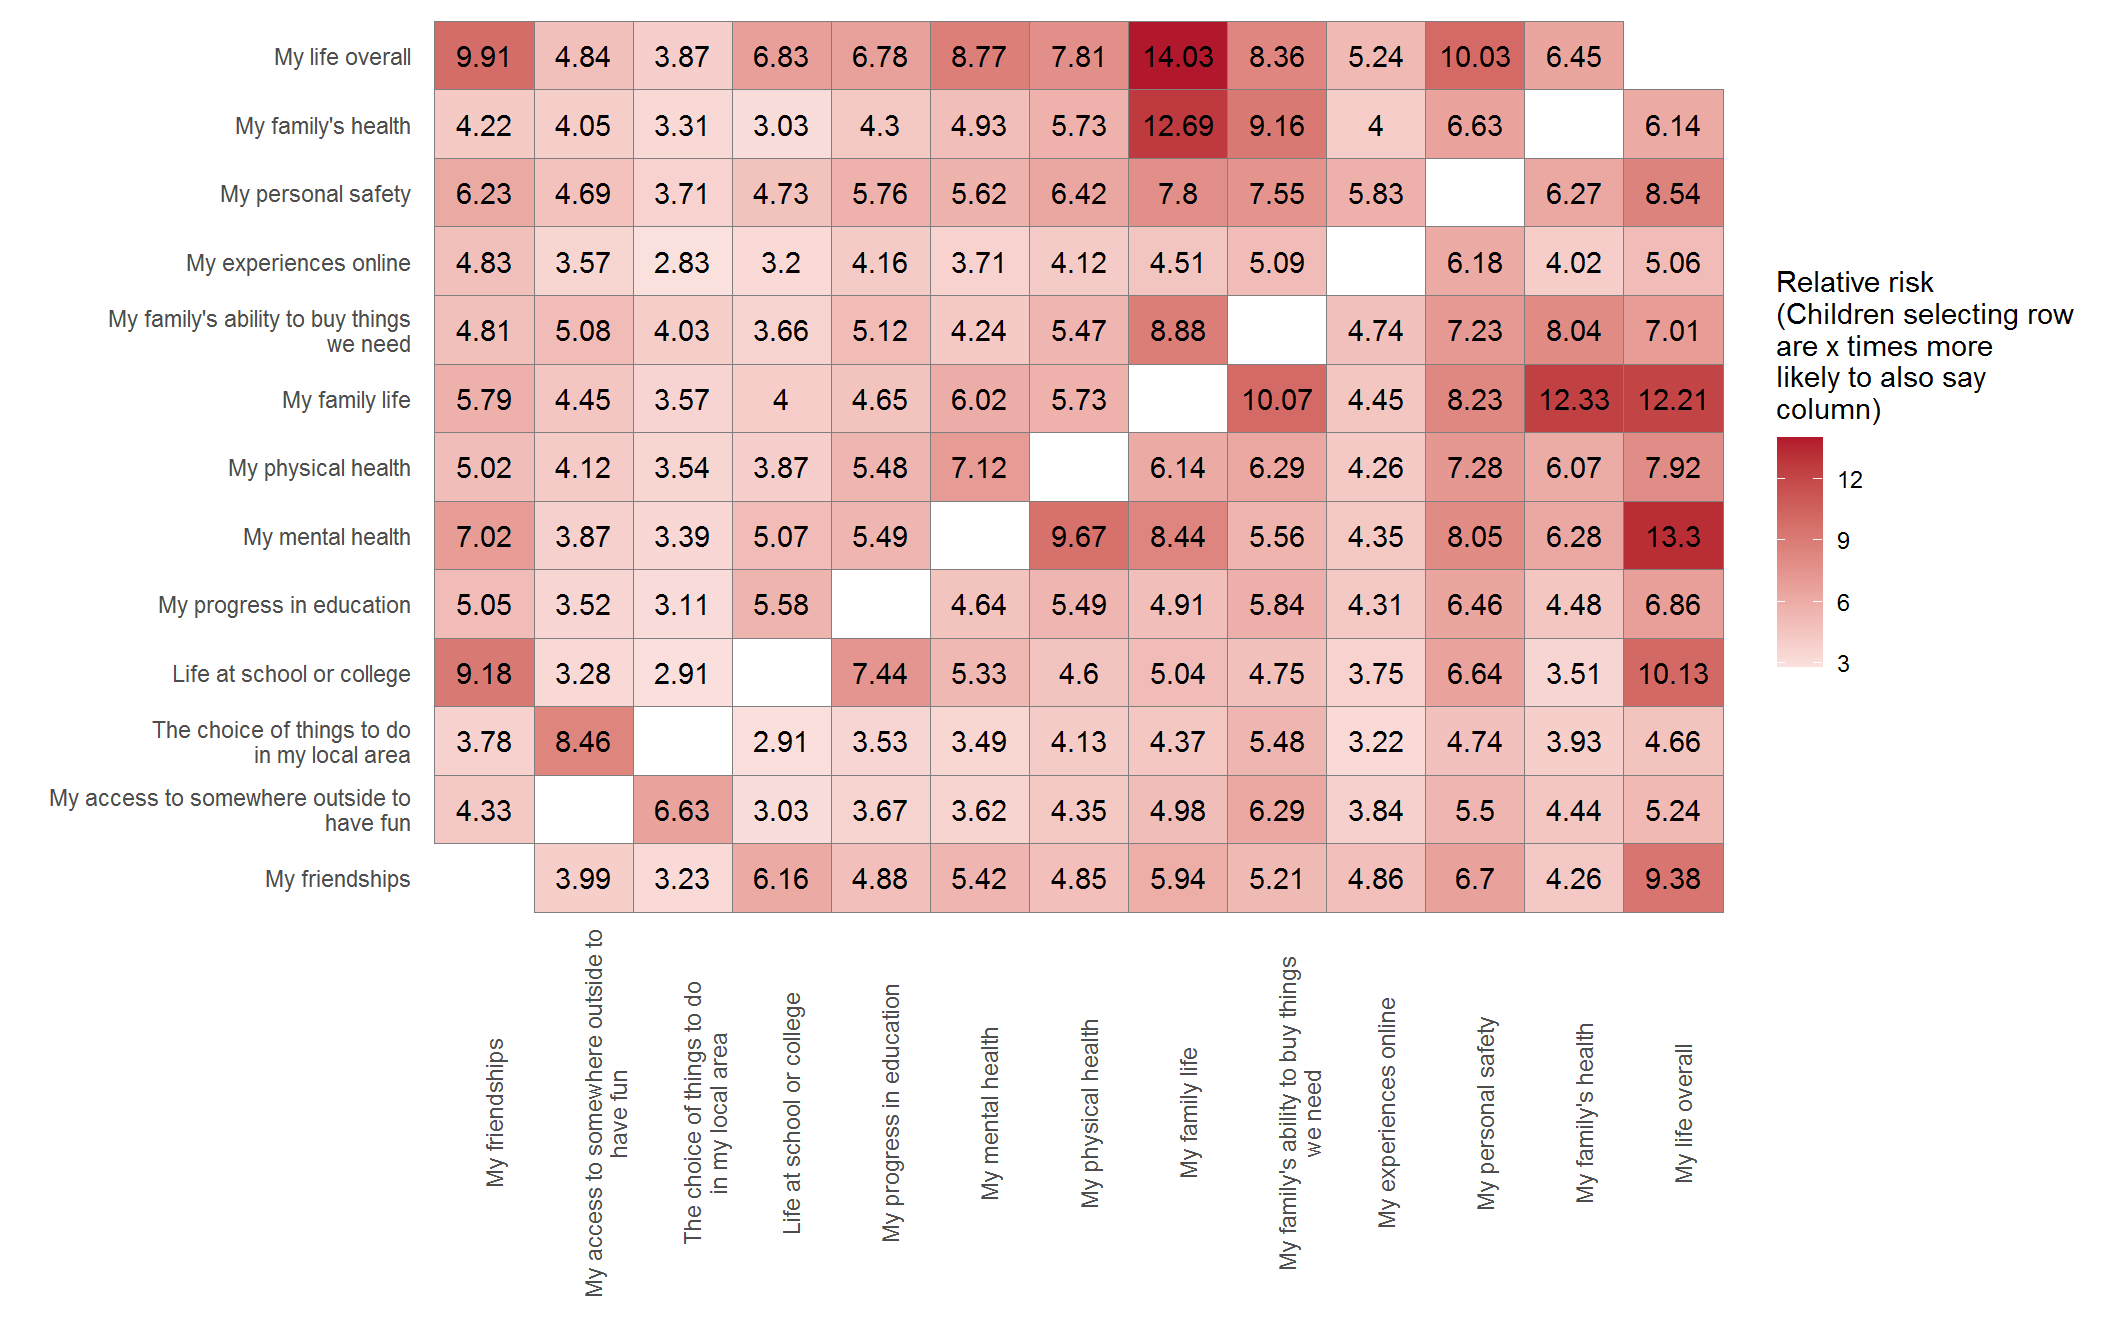 My life overall 9.91 4.84 3.87 6.83 6.78 8.77 7.81 14.03 8.36 5.24 10.03 6.45
My family's health 4.22 4.05 3.31 3.03 4.3 4.93 5.73 12.69 9.16 4 6.63 6.14
My personal safety 6.23 4.69 3.71 4.73 5.76 5.62 6.42 7.8 7.55 5.83 6.27 8.54
My experiences online 4.83 3.57 2.83 3.2 4.16 3.71 4.12 4.51 5.09 6.18 4.02 5.06
My family's ability to buy things
we need 4.81 5.08 4.03 3.66 5.12 4.24 5.47 8.88 4.74 7.23 8.04 7.01
My family life 5.79 4.45 3.57 4 4.65 6.02 5.73 10.07 4.45 8.23 12.33 12.21
My physical health 5.02 4.12 3.54 3.87 5.48 7.12 6.14 6.29 4.26 7.28 6.07 7.92
My mental health 7.02 3.87 3.39 5.07 5.49 9.67 8.44 5.56 4.35 8.05 6.28 13.3
My progress in education 5.05 3.52 3.11 5.58 4.64 5.49 4.91 5.84 4.31 6.46 4.48 6.86
Life at school or college 9.18 3.28 2.91 7.44 5.33 4.6 5.04 4.75 3.75 6.64 3.51 10.13
The choice of things to do
in my local area 3.78 8.46 2.91 3.53 3.49 4.13 4.37 5.48 3.22 4.74 3.93 4.66
My access to somewhere outside to
have fun 4.33 6.63 3.03 3.67 3.62 4.35 4.98 6.29 3.84 5.5 4.44 5.24
My friendships 3.99 3.23 6.16 4.88 5.42 4.85 5.94 5.21 4.86 6.7 4.26 9.38
My friendships
My access to somewhere outside to
have fun
The choice of things to do
in my local area
Life at school or college
My progress in education
My mental health
My physical health
My family life
My family's ability to buy things
we need
My experiences online
My personal safety
My family's health
My life overall
Relative risk
(Children selecting row
are x times more
likely to also say
column)
12
9
6
3